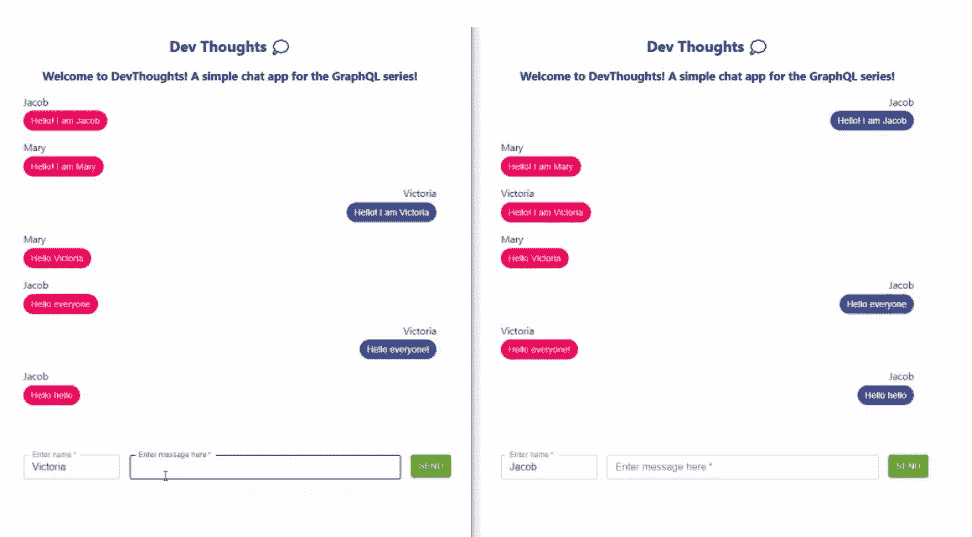 Dev Thoughts
Welcome to DevThoughts! A simple chat app for the GraphQL series!
Jacob
Hello! I am Jacob
Mary
Hello! I am Mary
Victoria
Hello! I am Victoria
Mary
Hello Victoria
Jacob
Hello everyone
Victoria
Hello everyone!
Jacob
Hello hello
Enter name *
Victoria
Enter message here *
SEND
Dev Thoughts
Welcome to DevThoughts! A simple chat app for the GraphQL series!
Jacob
Hello! I am Jacob
Mary
Hello! I am Mary
Victoria
Hello! I am Victoria
Mary
Hello Victoria
Jacob
Hello everyone
Victoria
Hello everyone!
Jacob
Hello hello
Enter name *
Jacob
Enter message here *
SEND